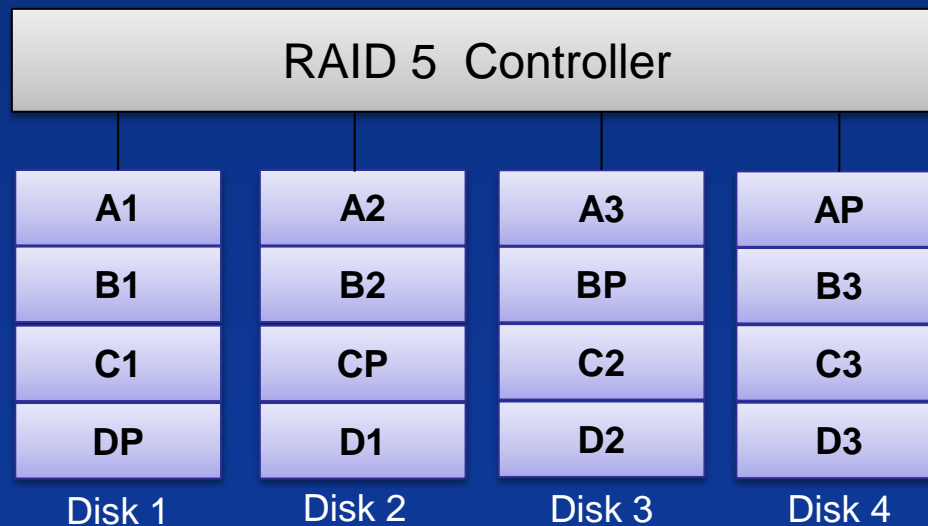 RAID 5 Controller
A1 A2 A3 AP
B1 B2 BP B3
C1 CP C2 C3
DP D1 D2 D3
Disk 1 Disk 2 Disk 3 Disk 4